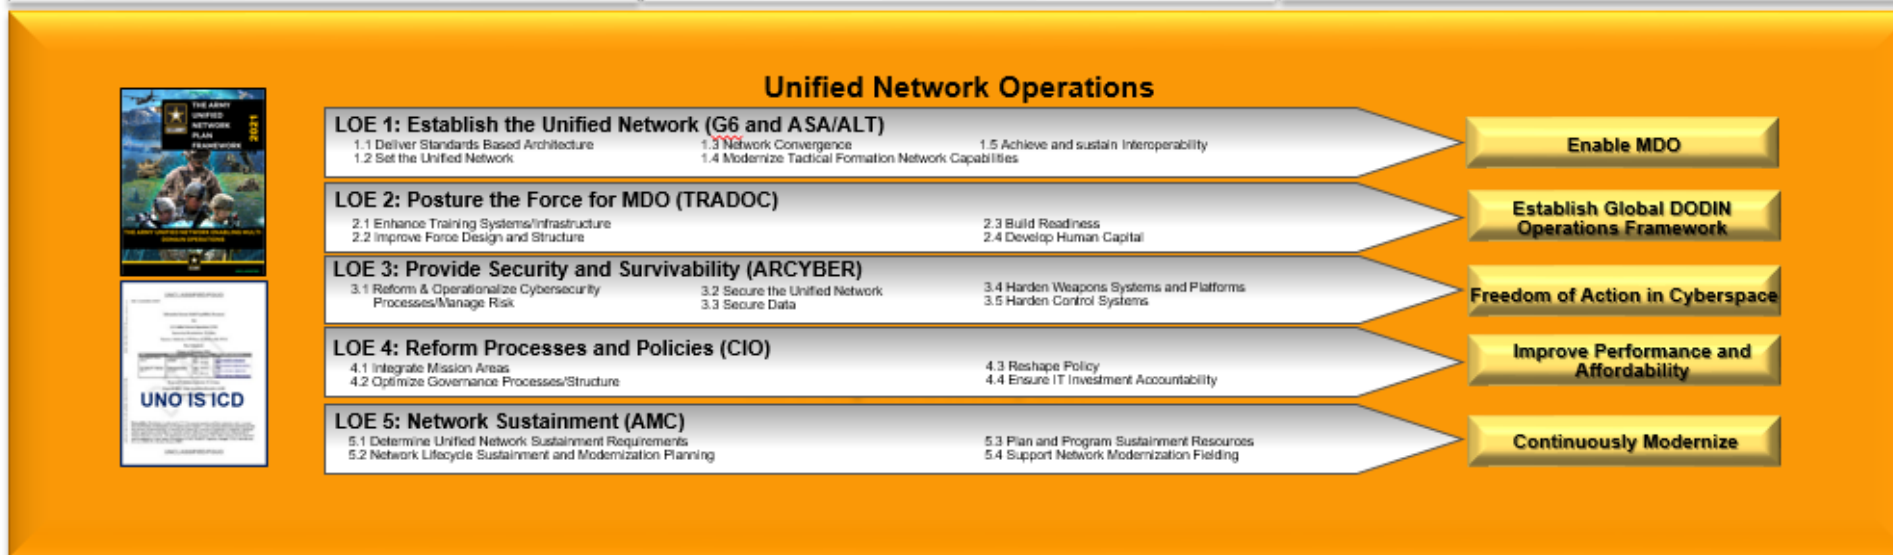 Unified Network Operations
THE ARMY
UNIFIED
NETWORK
PLAN
FRAMEWORK
2021
THE ARMY UNIFIED NETWORK ENABLING MULTI-
DOMAIN OPERATIONS
UNO IS ICD
LOE 1: Establish the Unified Network (G6 and ASA/ALT)
1.1 Deliver Standards Based Architecture
1.2 Set the Unified Network
1.3 Network Convergence
1.4 Modernize Tactical Formation Network Capabilities
1.5 Achieve and sustain Interoperability
Enable MDO
LOE 2: Posture the Force for MDO (TRADOC)
2.1 Enhance Training Systems/Infrastructure
2.2 Improve Force Design and Structure
2.3 Build Readiness
2.4 Develop Human Capital
Establish Global DODIN
Operations Framework
LOE 3: Provide Security and Survivability (ARCYBER)
3.1 Reform & Operationalize Cybersecurity
Processes/Manage Risk
3.2 Secure the Unified Network
3.3 Secure Data
3.4 Harden Weapons Systems and Platforms
3.5 Harden Control Systems
Freedom of Action in Cyberspace
LOE 4: Reform Processes and Policies (CIO)
4.1 Integrate Mission Areas
4.2 Optimize Governance Processes/Structure
4.3 Reshape Policy
4.4 Ensure IT Investment Accountability
Improve Performance and
Affordability
LOE 5: Network Sustainment (AMC)
5.1 Determine Unified Network Sustainment Requirements
5.2 Network Lifecycle Sustainment and Modernization Planning
5.3 Plan and Program Sustainment Resources
5.4 Support Network Modernization Fielding
Continuously Modernize